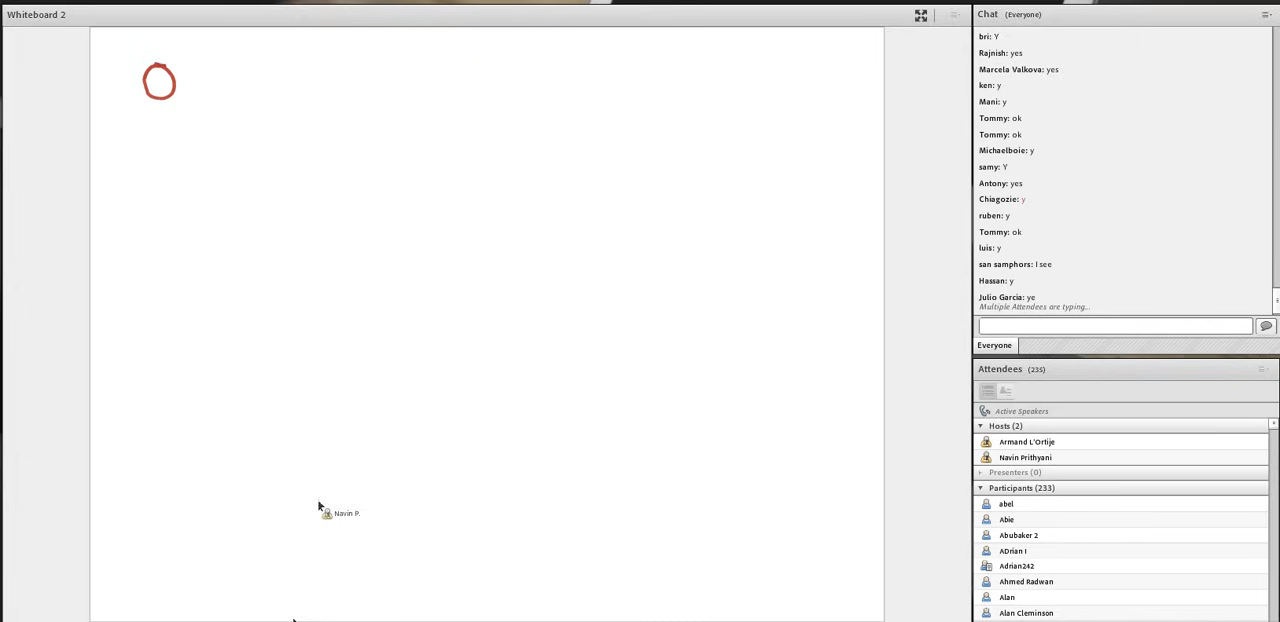 Whiteboard 2
Navin P.
Chat (Everyone)
bri: Y
Rajnish: yes
Marcela Valkova: yes
ken: y
Mani: y
Tommy: ok
Tommy: ok
Michaelboie: y
samy: Y
Antony: yes
Chiagozie: y
ruben: y
Tommy: ok
luis: y
san samphors: I see
Hassan: y
Julio Garcia: ye
Multiple Attendees are typing...
Everyone
Attendees (235)
Active Speakers
Hosts (2)
Armand L'Ortije
Navin Prithyani
Presenters (0)
Participants (233)
abel
Abie
Abubaker 2
ADrian I
Adrian242
Ahmed Radwan
Alan
Alan Cleminson